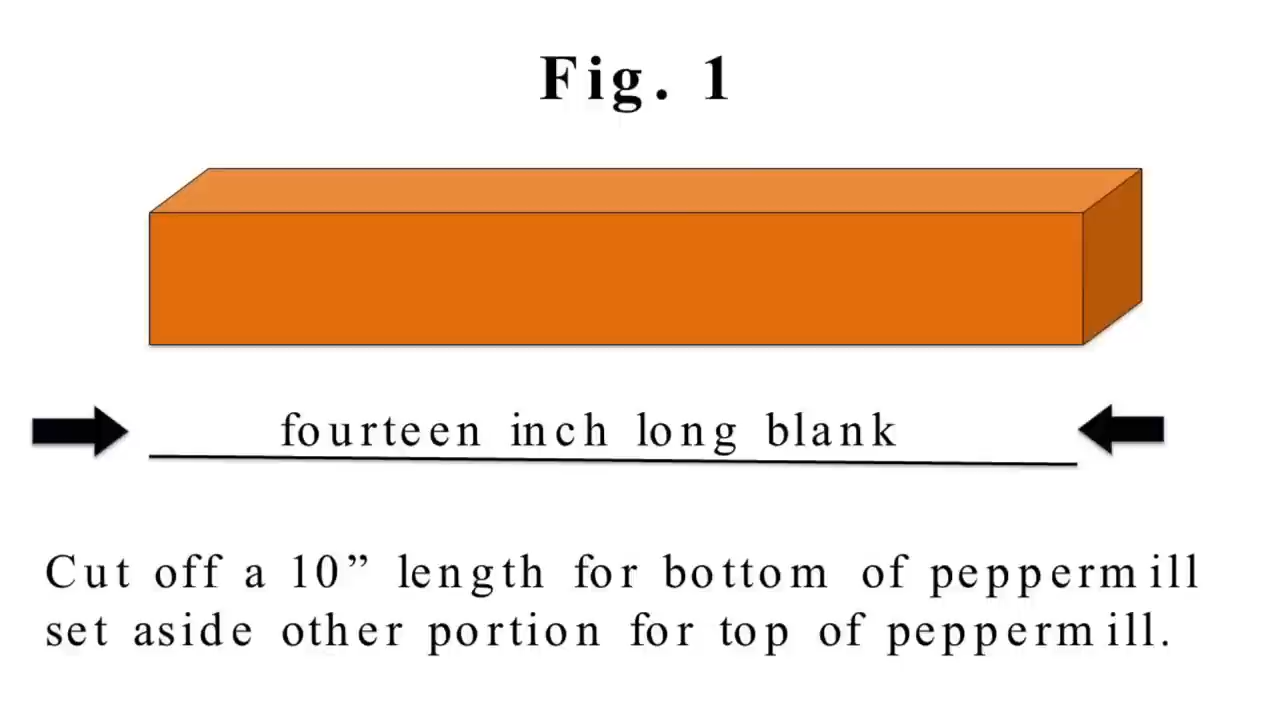 Fig. 1
fourteen inch long blank
Cut off a 10” length for bottom of peppermill
set aside other portion for top of peppermill.